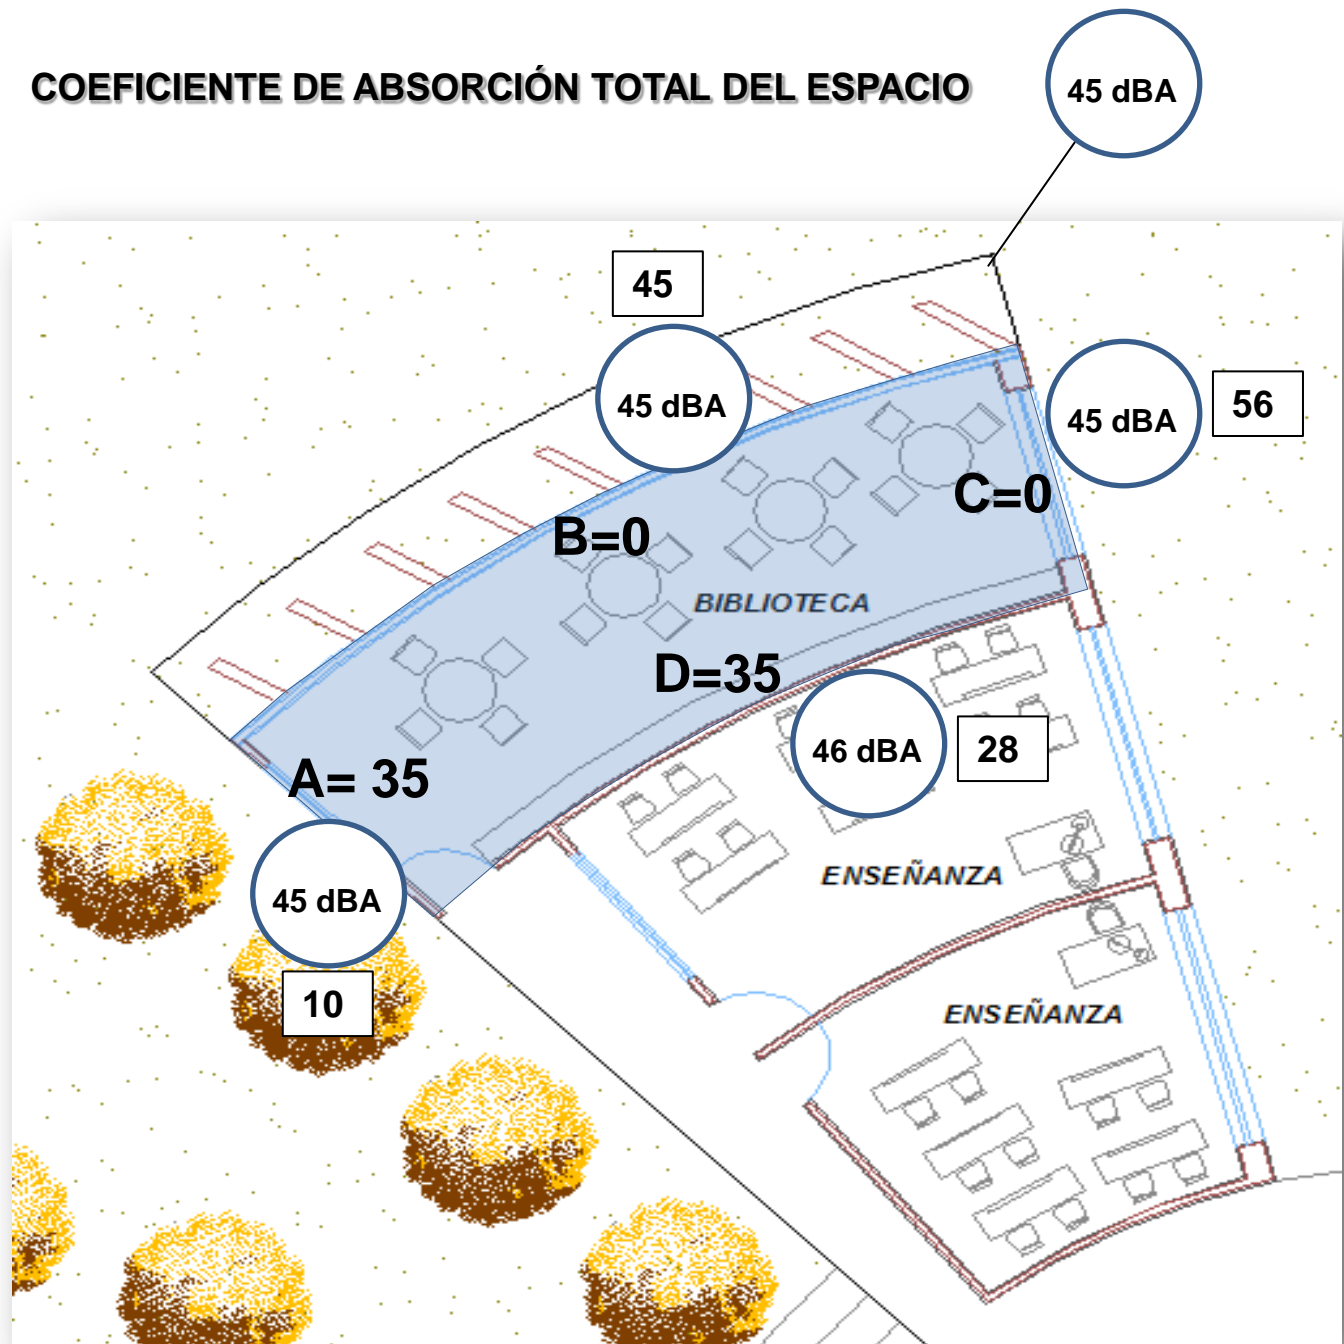 COEFICIENTE DE ABSORCIÓN TOTAL DEL ESPACIO
45 dBA
45
45 dBA
45 dBA
56
C=0
B=0
BIBLIOTECA
D=35
46 dBA
28
A= 35
45 dBA
ENSEÑANZA
10
ENSEÑANZA